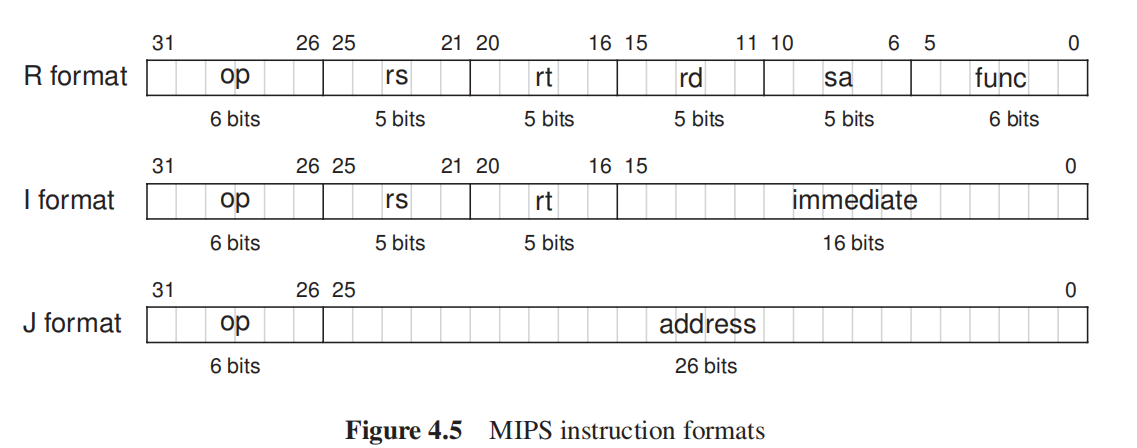 31 26 25 21 20 16 15 11 10 6 5 0
R format op rs rt rd sa func
6 bits 5 bits 5 bits 5 bits 5 bits 6 bits
31 26 25 21 20 16 15 0
I format op rs rt immediate
6 bits 5 bits 5 bits 16 bits
31 26 25 0
J format op address
6 bits 26 bits
Figure 4.5 MIPS instruction formats